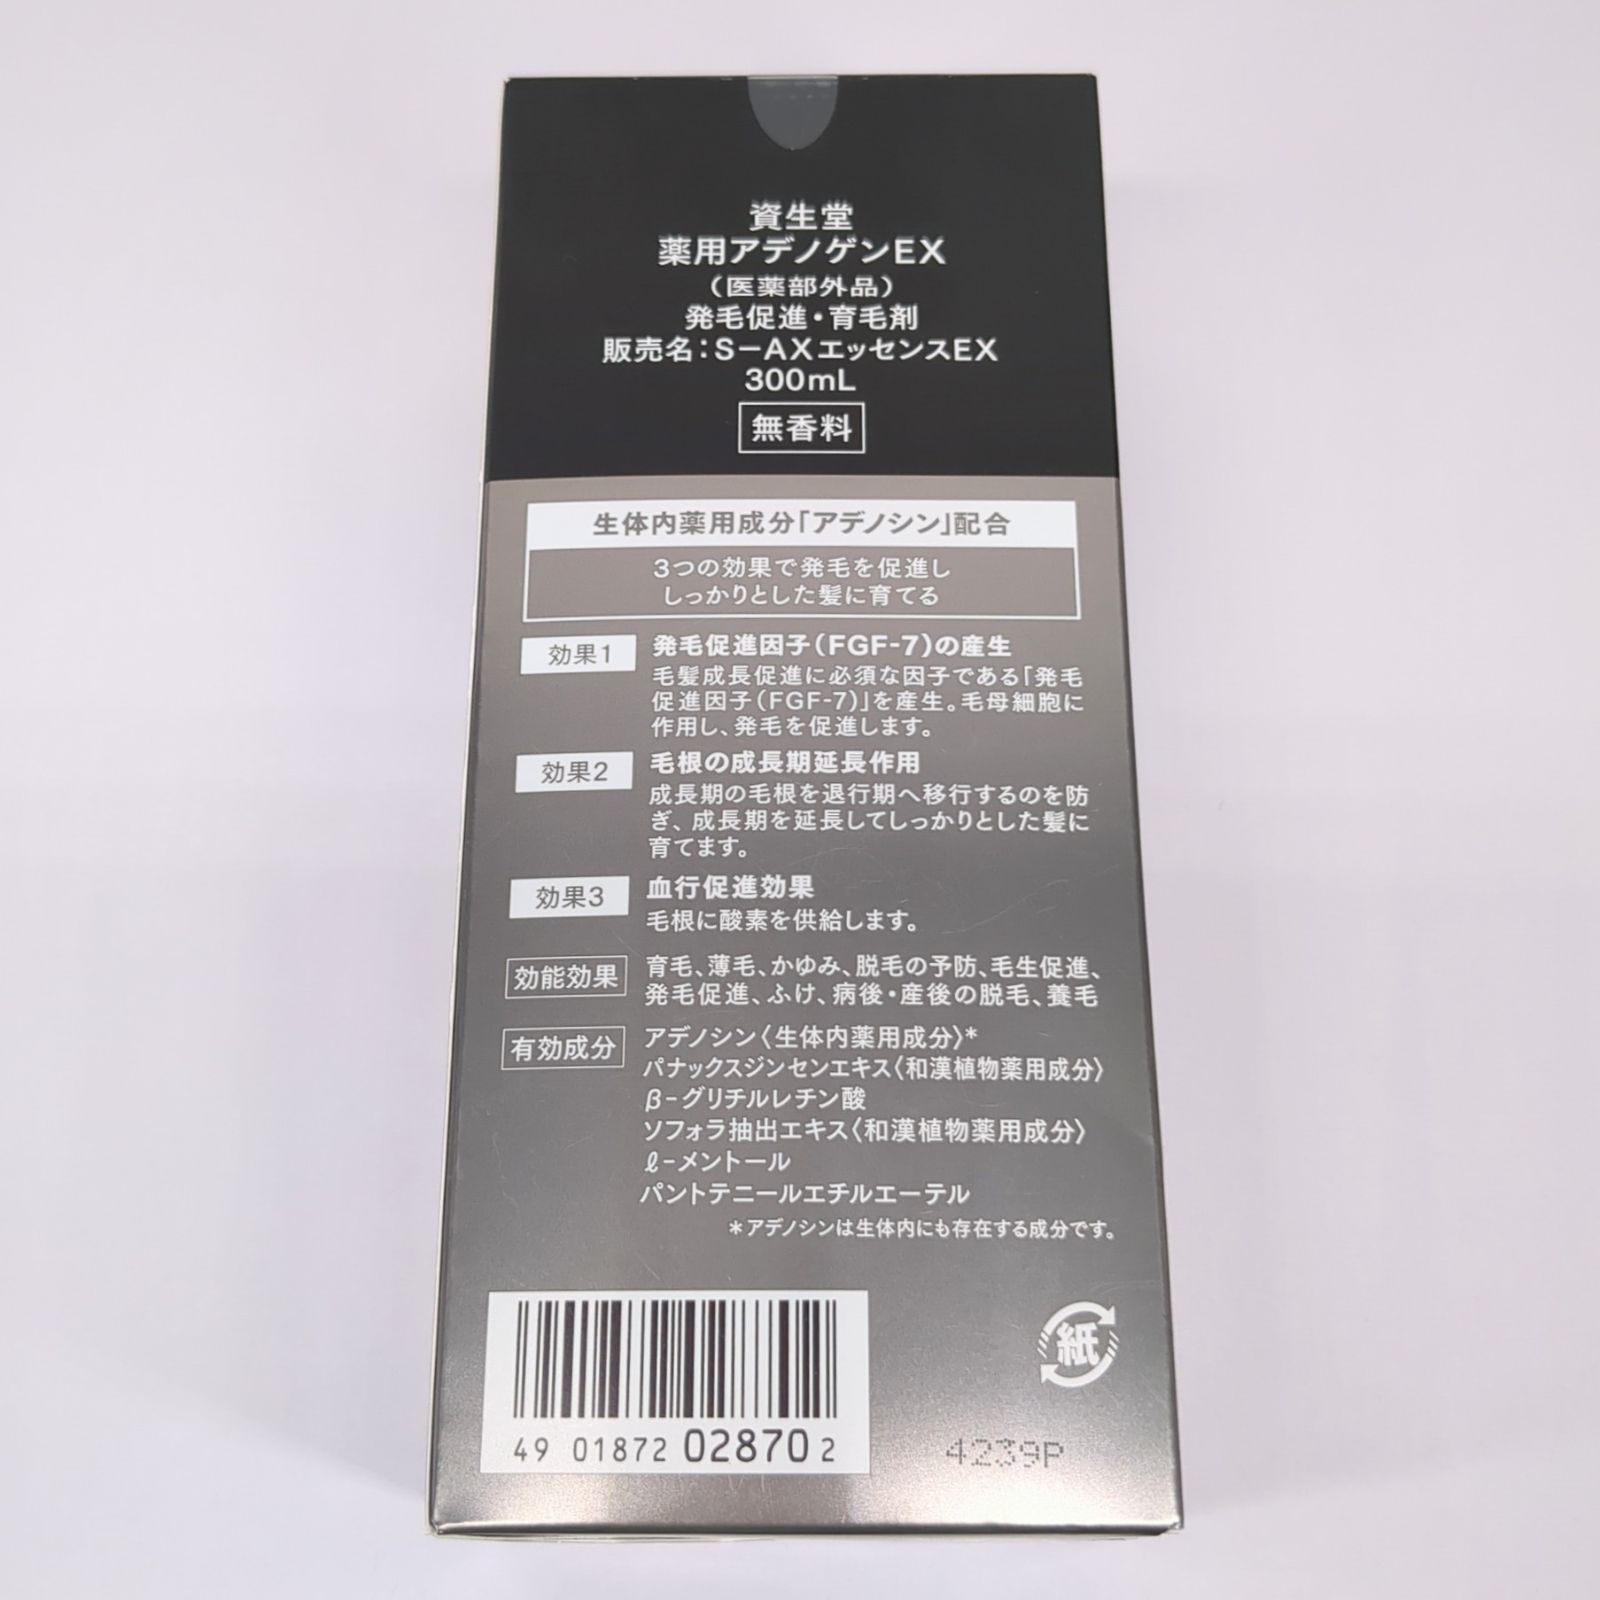 資生堂
薬用アデノゲンEX
(医薬部外品)
発毛促進・育毛剤
販売名:S-AXエッセンスEX
300mL
無香料
生体内薬用成分「アデノシン」配合
3つの効果で発毛を促進し
しっかりとした髪に育てる
効果1 発毛促進因子(FGF-7)の産生
毛髪成長促進に必須な因子である「発毛
促進因子(FGF-7)」を産生。毛母細胞に
作用し、発毛を促進します。
効果2 毛根の成長期延長作用
成長期の毛根を退行期へ移行するのを防
ぎ、成長期を延長してしっかりとした髪に
育てます。
効果3 血行促進効果
毛根に酸素を供給します。
効能効果 育毛、薄毛、かゆみ、脱毛の予防、毛生促進、
発毛促進、ふけ、病後・産後の脱毛、養毛
有効成分 アデノシン〈生体内薬用成分〉*
パナックスジンセンエキス〈和漢植物薬用成分〉
β-グリチルレチン酸
ソフォラ抽出エキス〈和漢植物薬用成分〉
ℓ-メントール
パントテニールエチルエーテル
*アデノシンは生体内にも存在する成分です。
紙
49 01872 02870 2
4239P